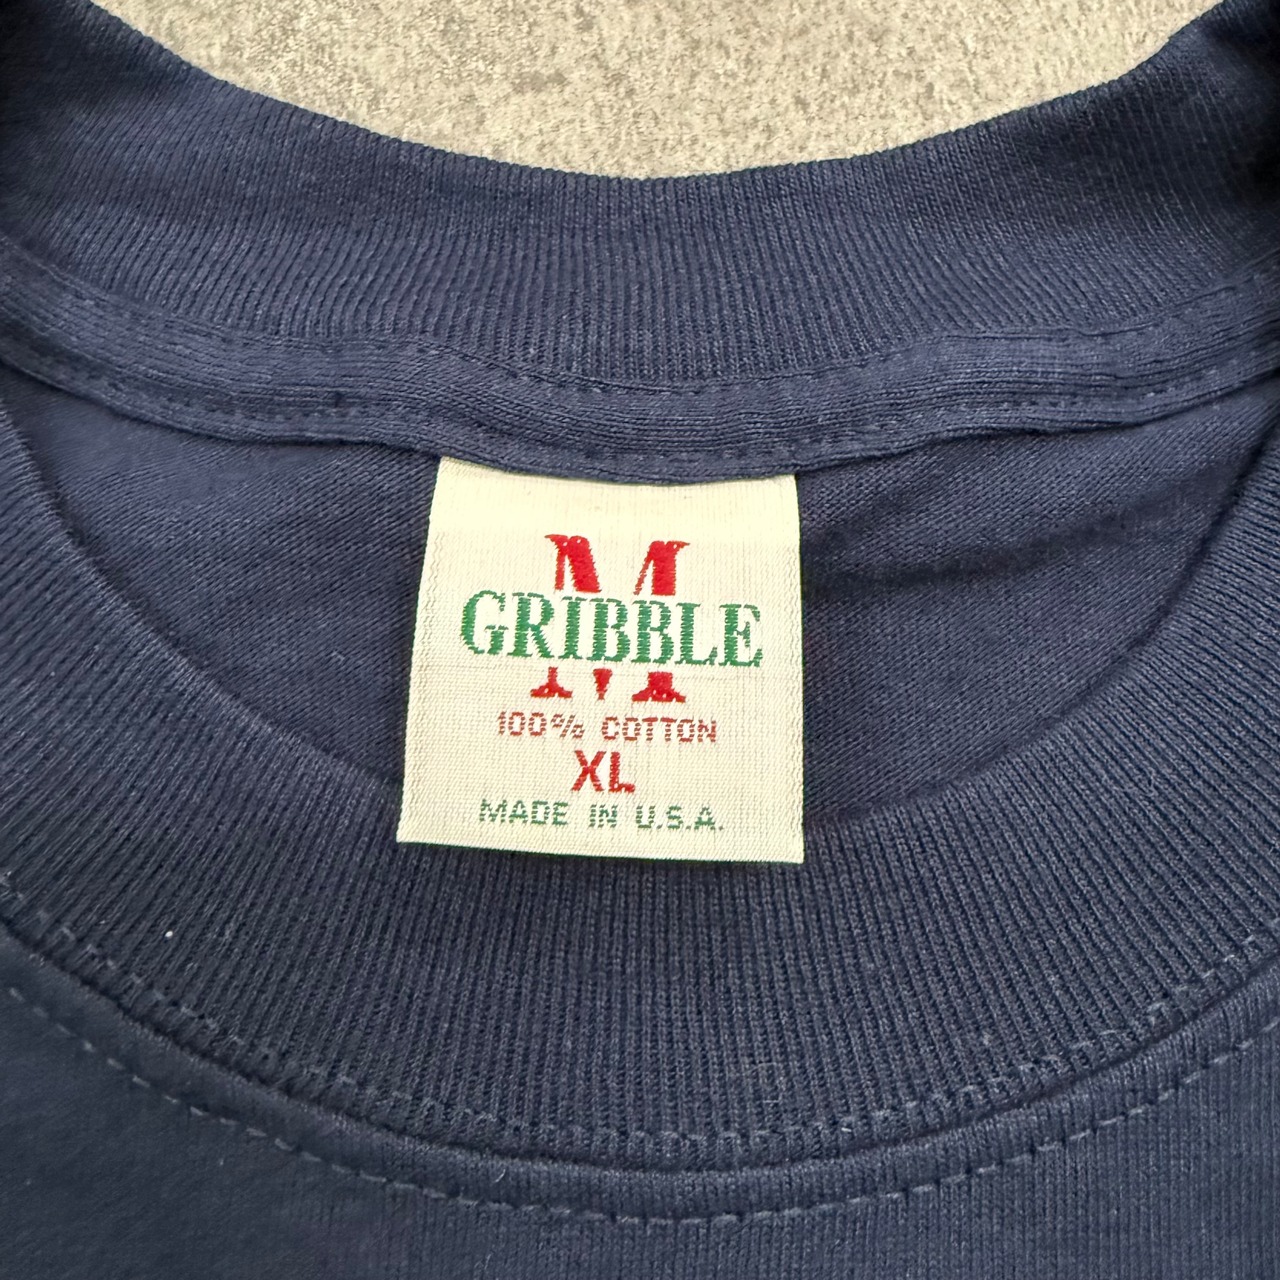 M
GRIBBLE
100% COTTON
XL
MADE IN U.S.A.